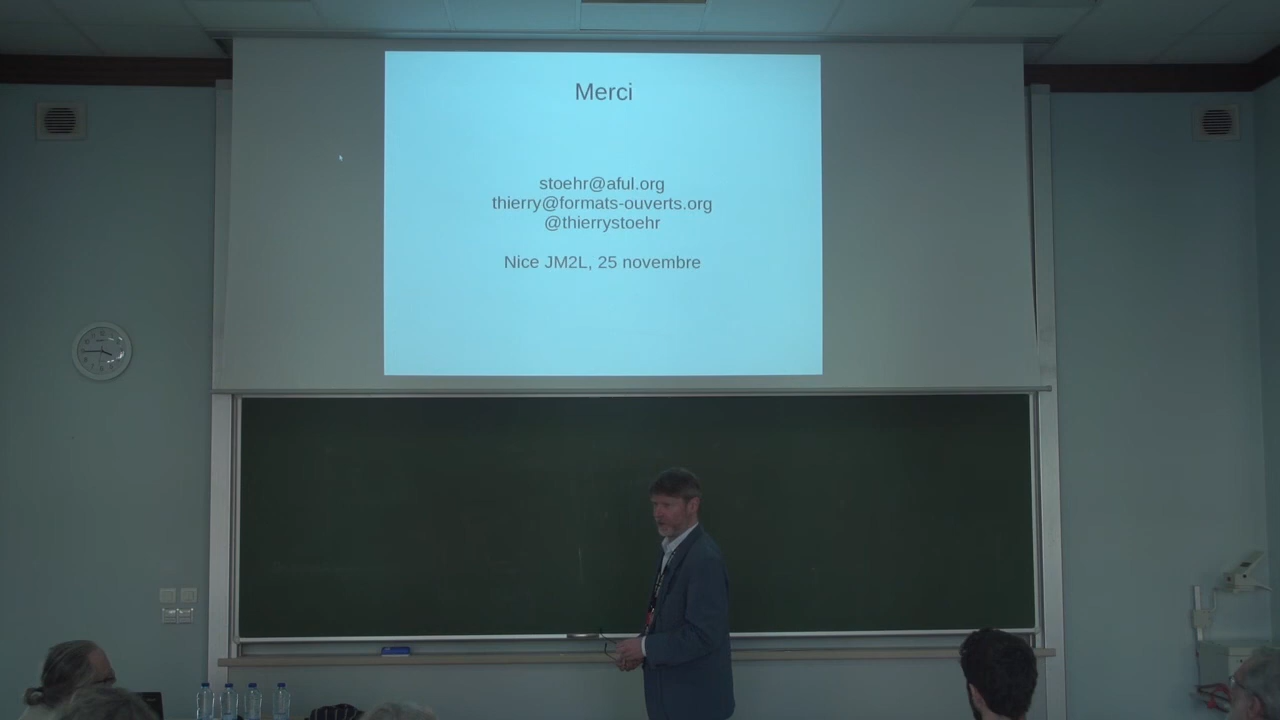 Merci
stoehr@aful.org
thierry@formats-ouverts.org
@thierrystoehr
Nice JM2L, 25 novembre